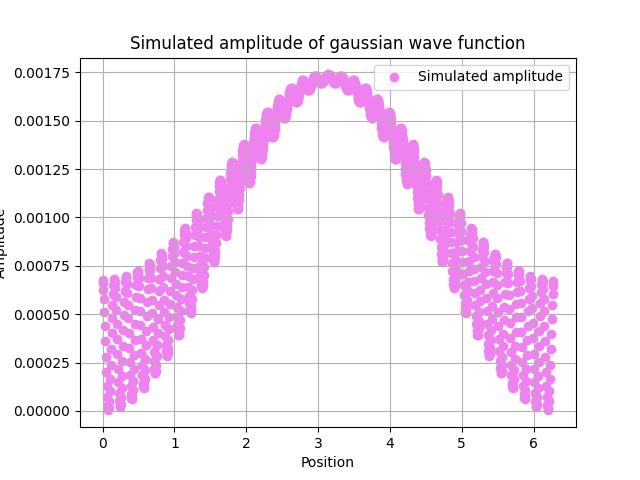 Simulated amplitude of gaussian wave function
Simulated amplitude
0.00175
0.00150
0.00125
0.00100
0.00075
0.00050
0.00025
0.00000
Amplitude
0 1 2 3 4 5 6
Position